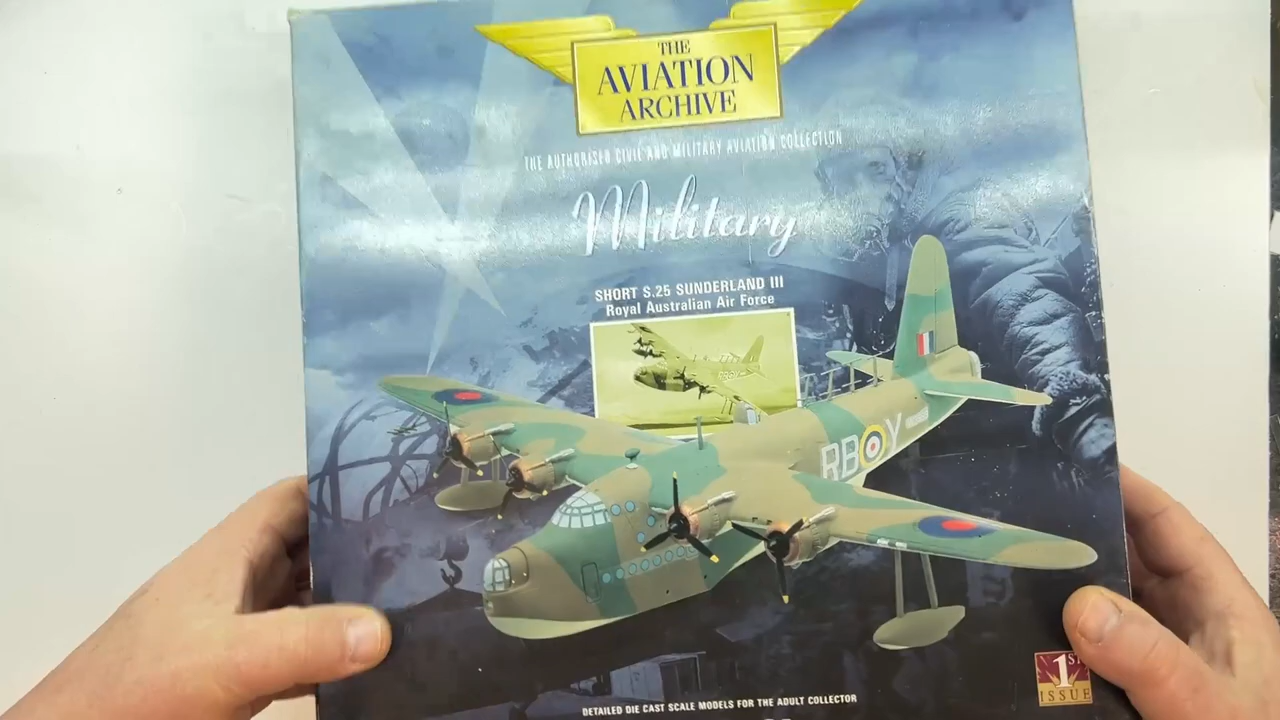 THE
AVIATION
ARCHIVE
THE AUTHORISED CIVIL AND MILITARY AVIATION COLLECTION
Military
SHORT S.25 SUNDERLAND III
Royal Australian Air Force
RB Y
1ST
ISSUE
DETAILED DIE CAST SCALE MODELS FOR THE ADULT COLLECTOR